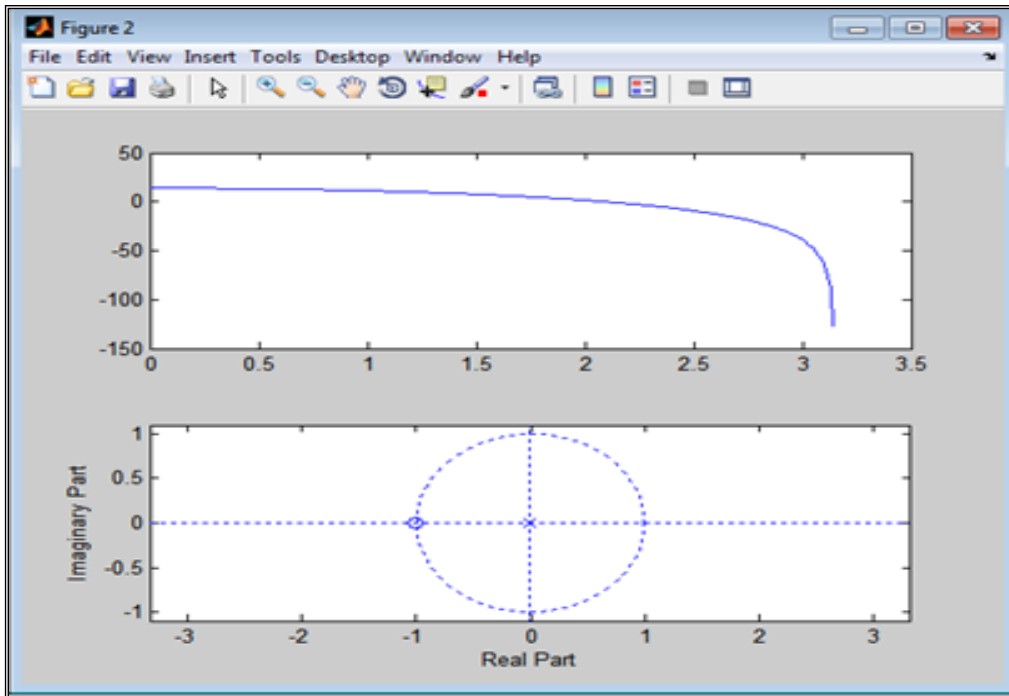 Figure 2
File Edit View Insert Tools Desktop Window Help
50
0
-50
-100
-150
0 0.5 1 1.5 2 2.5 3 3.5
1
0.5
0
-0.5
-1
Imaginary Part
-3 -2 -1 0 1 2 3
Real Part